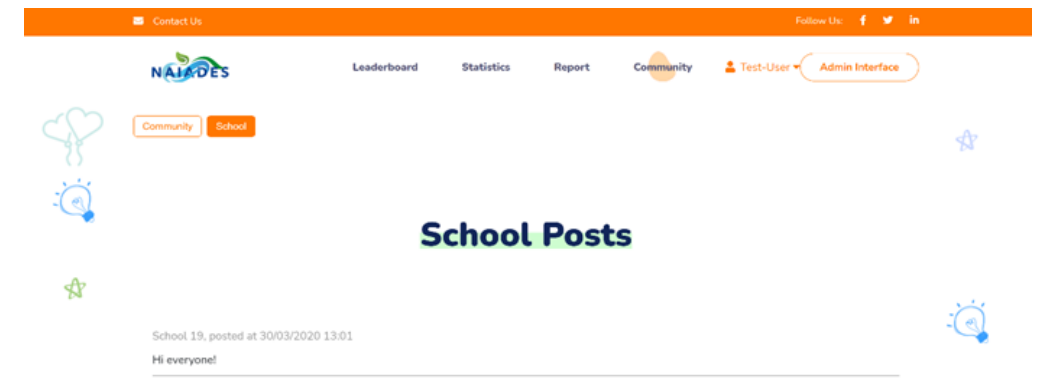 Contact Us Follow Us:
NAIADES Leaderboard Statistics Report Community Test-User Admin Interface
Community School
School Posts
School 19, posted at 30/03/2020 13:01
Hi everyone!